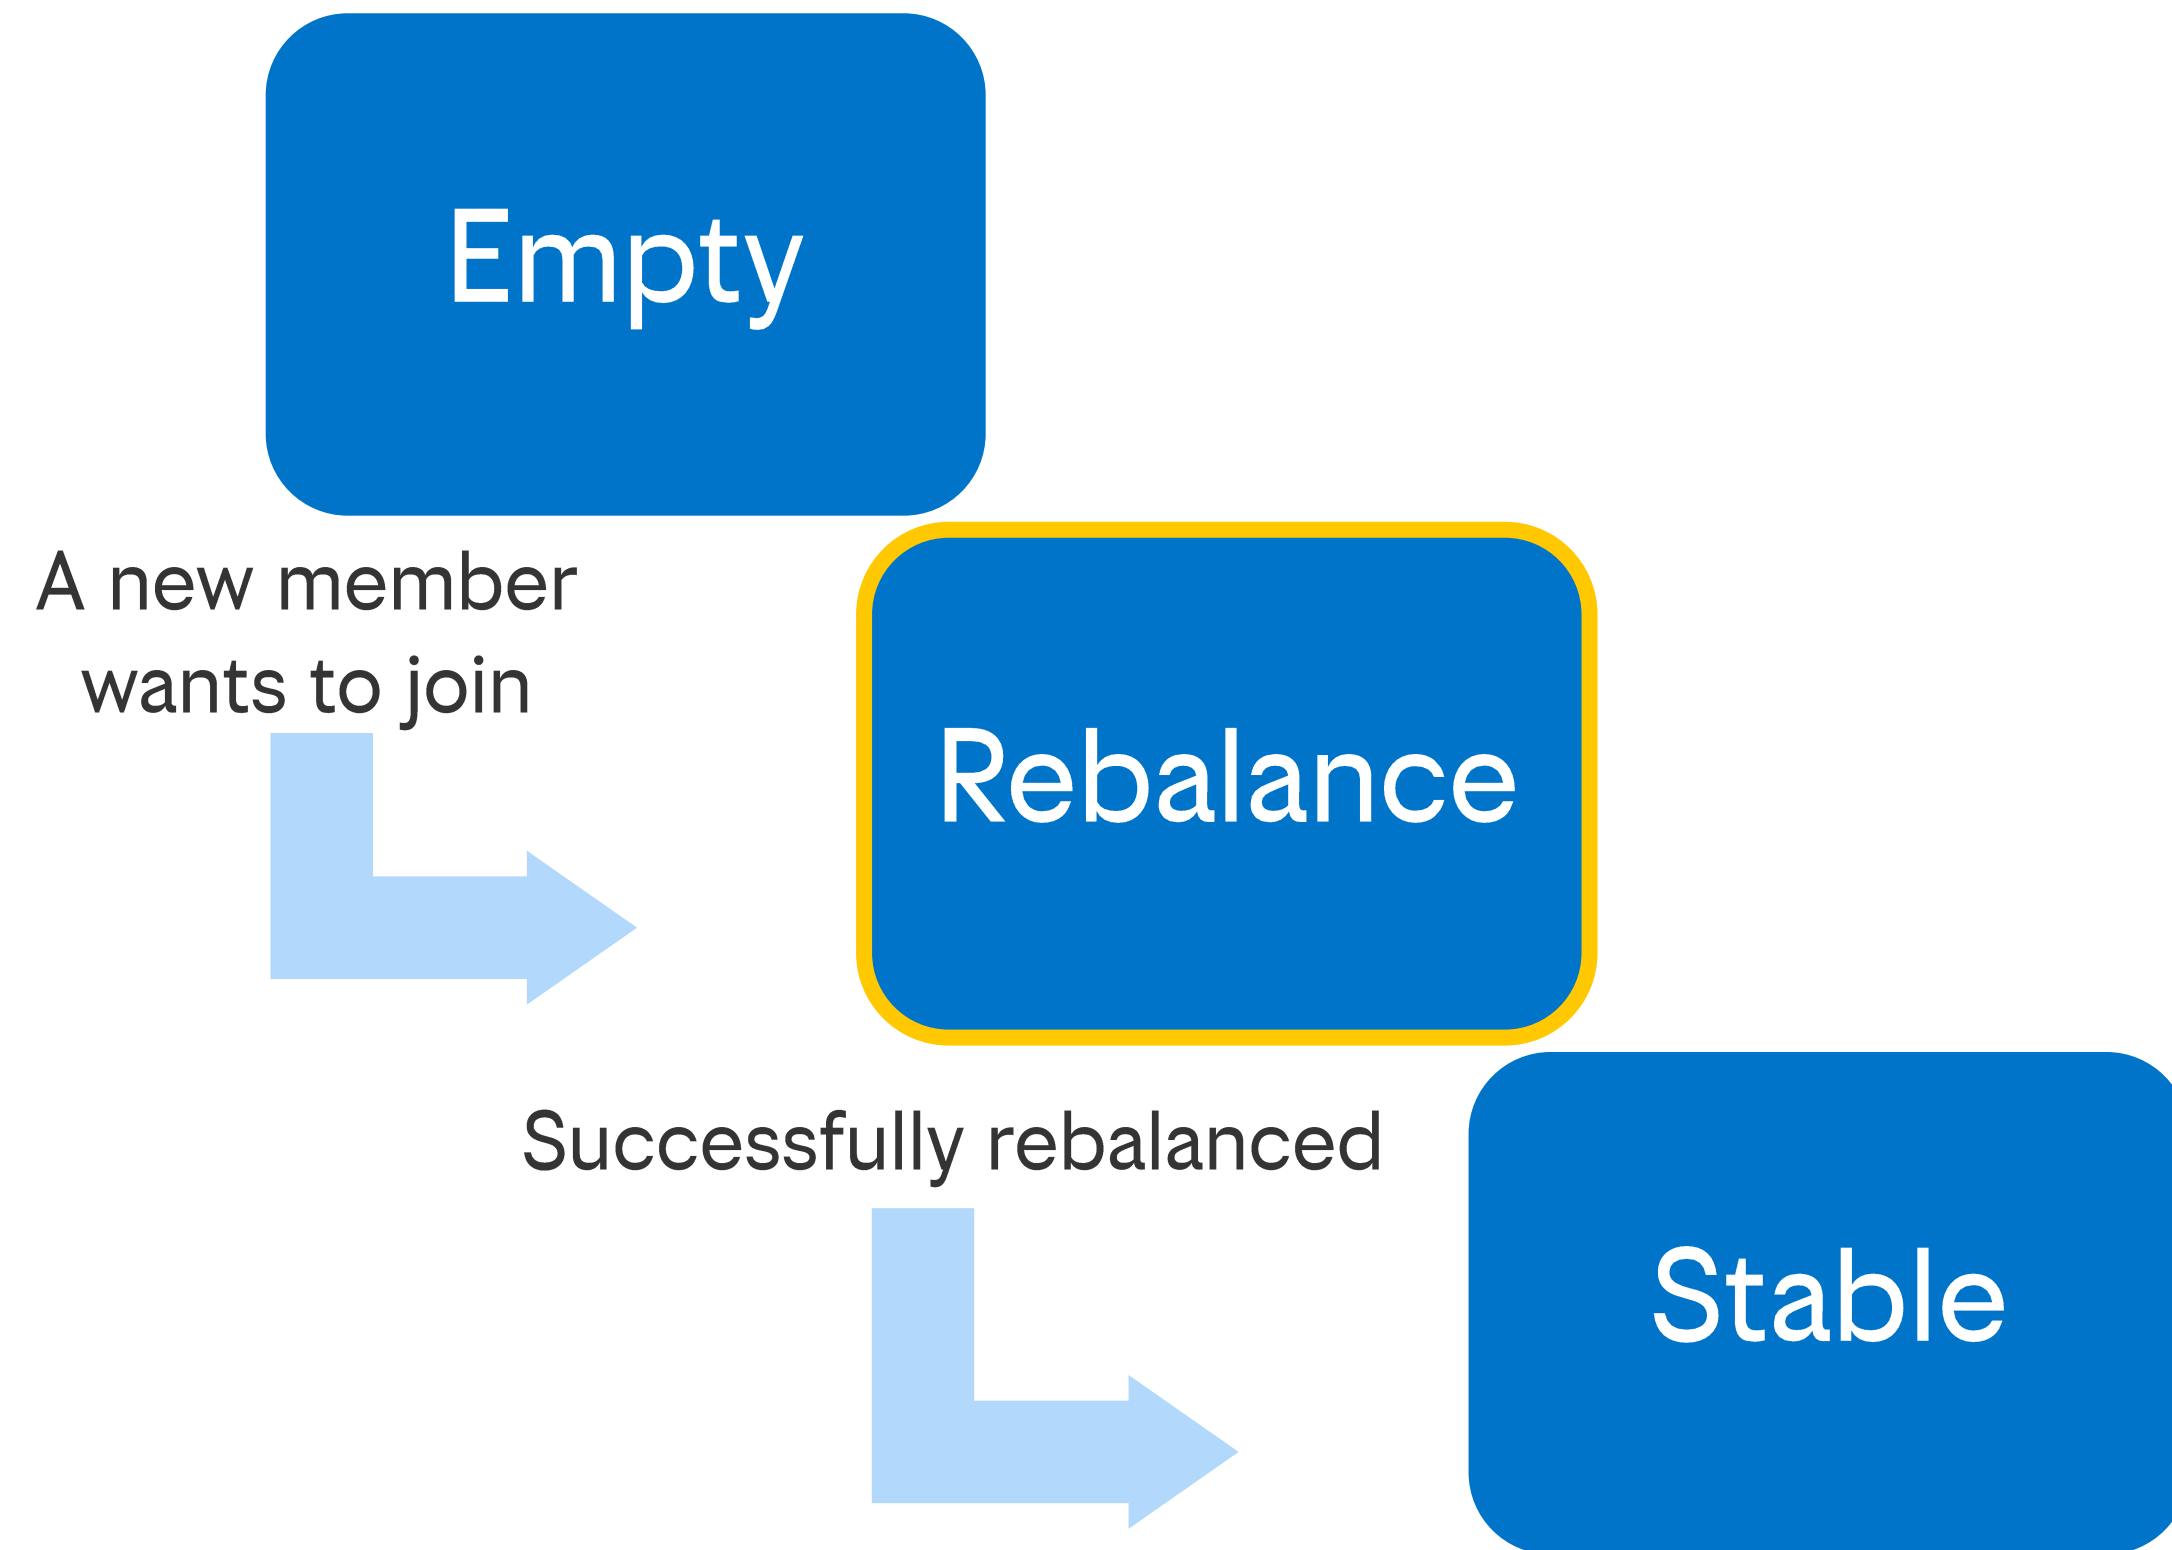 Empty
A new member
wants to join
Rebalance
Successfully rebalanced
Stable